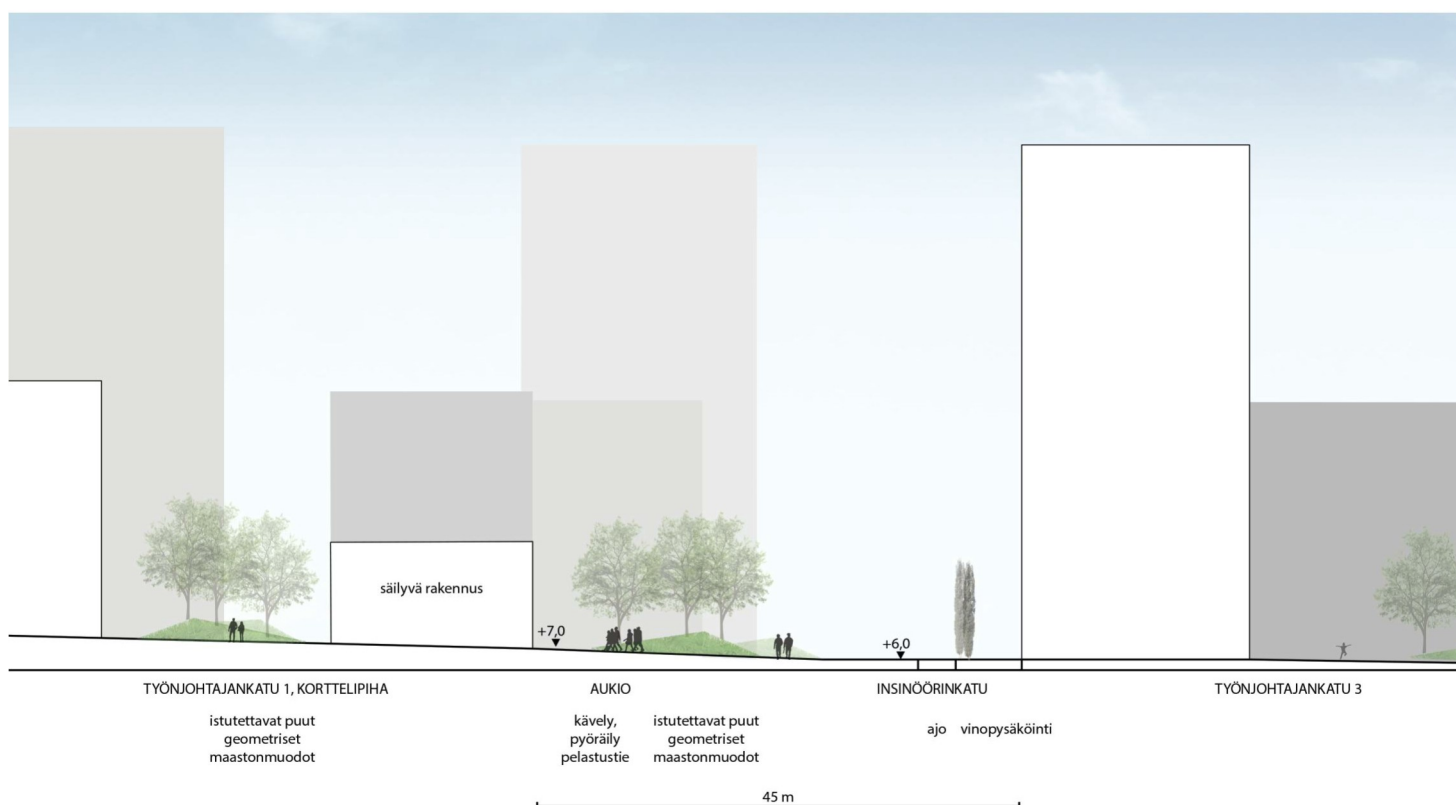 säilyvä rakennus
+7,0
+6,0
TYÖNJOHTAJANKATU 1, KORTTELIPIHA
istutettavat puut
geometriset
maastonmuodot
AUKIO
kävely,
pyöräily
pelastustie
istutettavat puut
geometriset
maastonmuodot
INSINÖÖRINKATU
ajo
vinopysäköinti
TYÖNJOHTAJANKATU 3
45 m